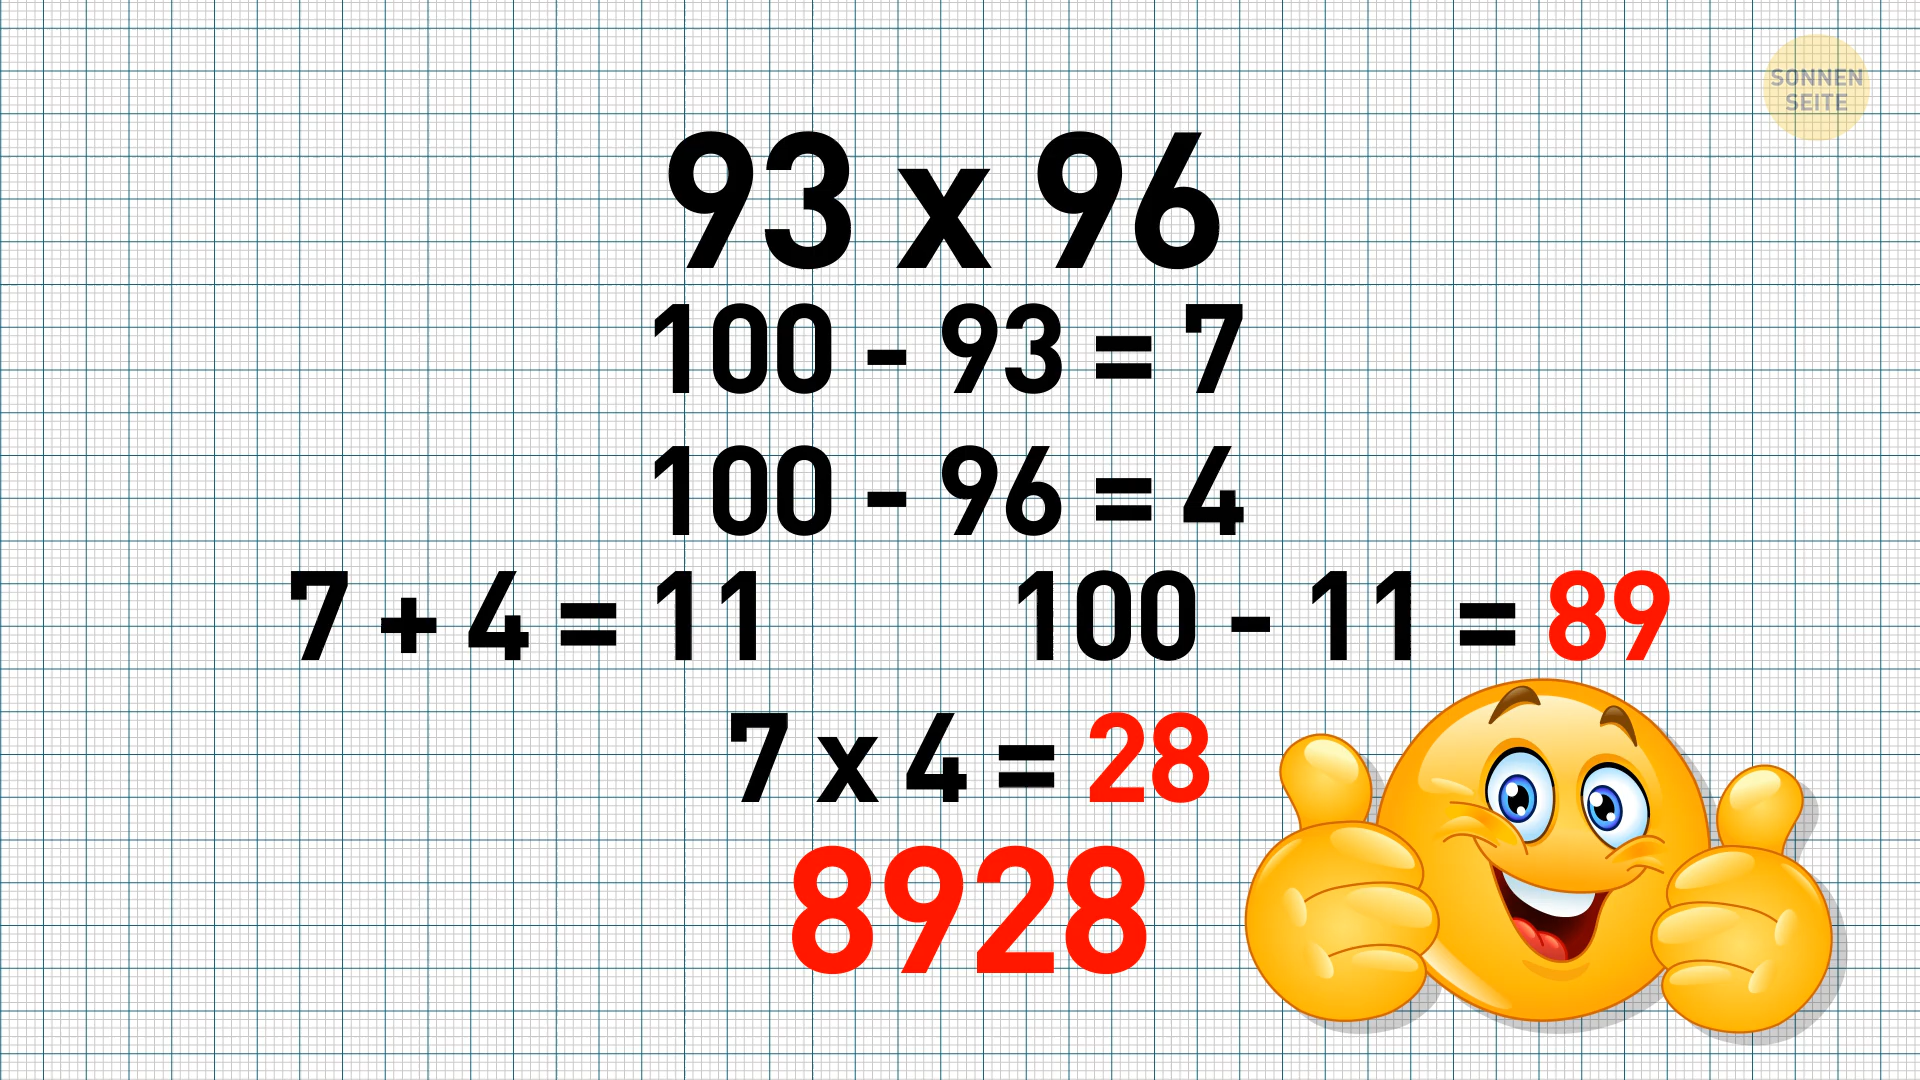 SONNEN
SEITE
93 x 96
100 - 93 = 7
100 - 96 = 4
7 + 4 = 11 100 - 11 = 89
7 x 4 = 28
8928